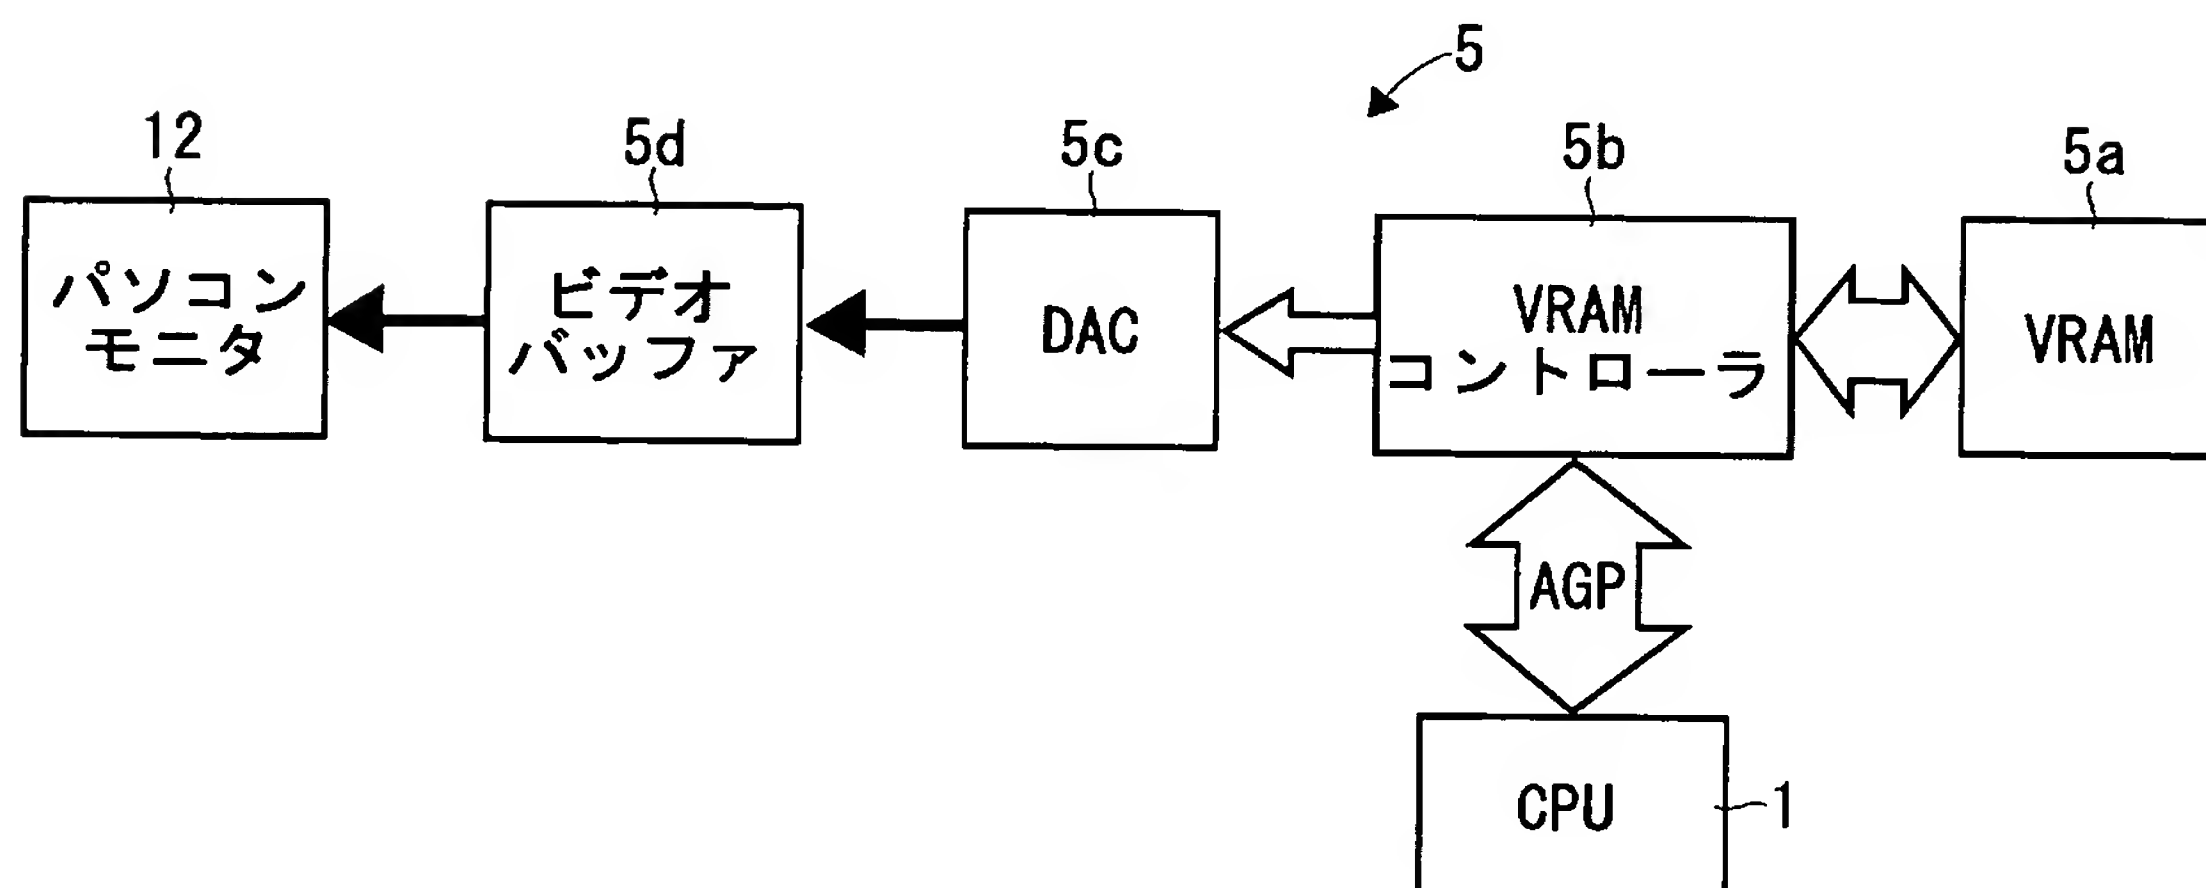 5
12
5d
5c
5b
5a
パソコン
モニタ
ビデオ
バッファ
DAC
VRAM
コントローラ
VRAM
AGP
CPU
1